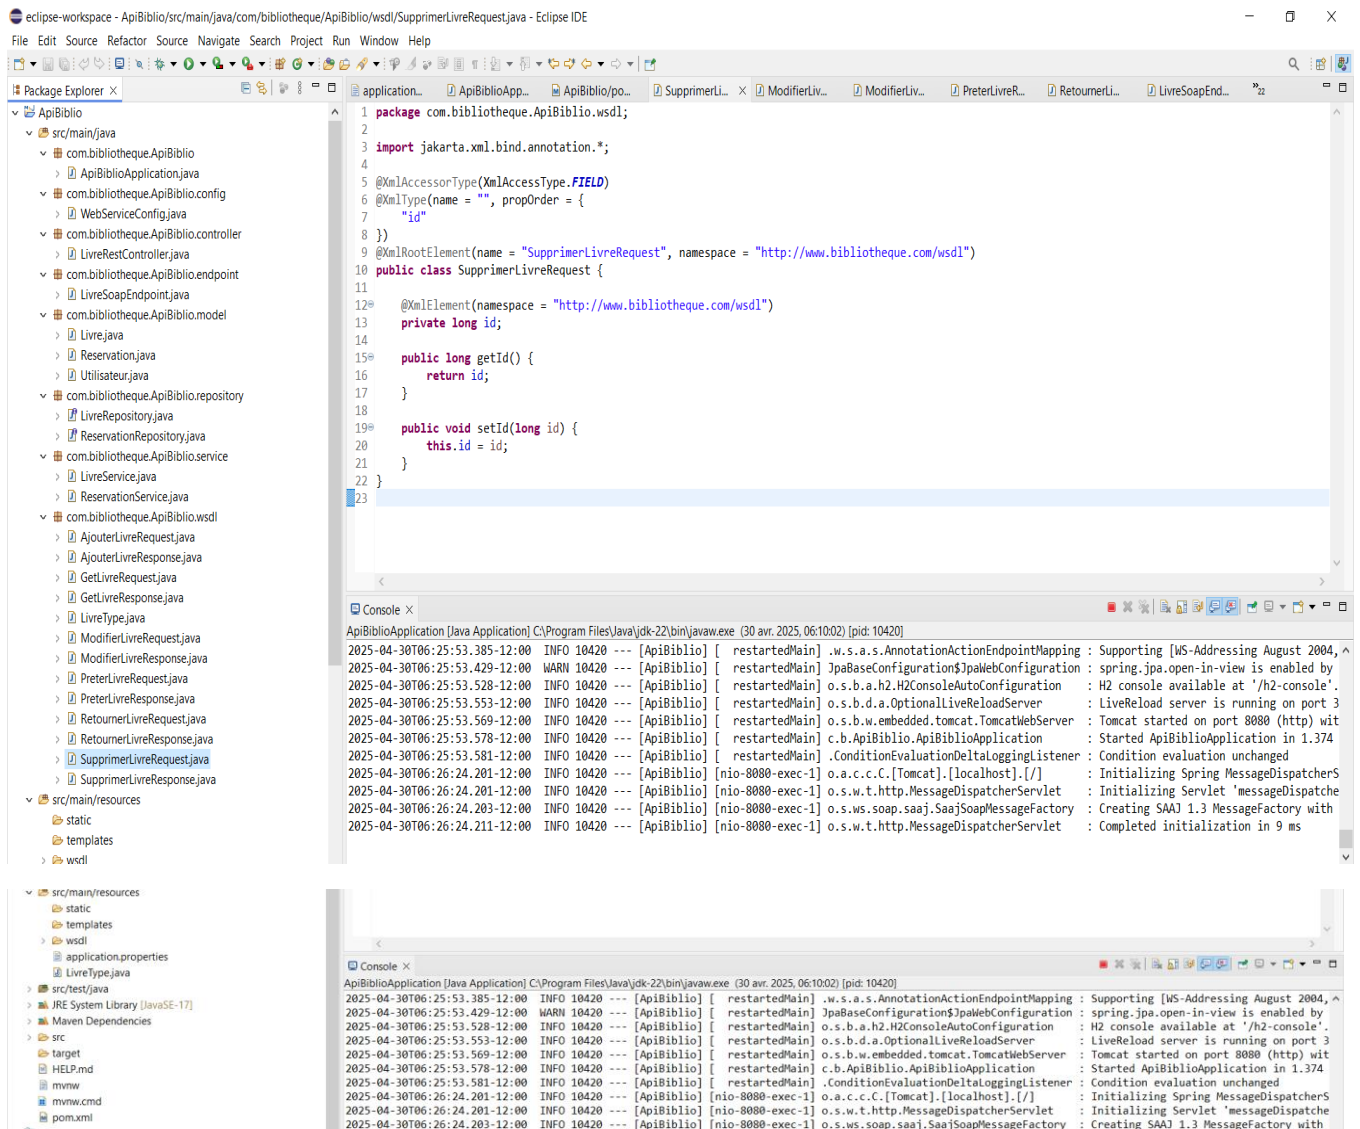 eclipse-workspace - ApiBiblio/src/main/java/com/bibliotheque/ApiBiblio/wsdl/SupprimerLivreRequest.java - Eclipse IDE
File Edit Source Refactor Source Navigate Search Project Run Window Help
Package Explorer
ApiBiblio
src/main/java
com.bibliotheque.ApiBiblio
ApiBiblioApplication.java
com.bibliotheque.ApiBiblio.config
WebServiceConfig.java
com.bibliotheque.ApiBiblio.controller
LivreRestController.java
com.bibliotheque.ApiBiblio.endpoint
LivreSoapEndpoint.java
com.bibliotheque.ApiBiblio.model
Livre.java
Reservation.java
Utilisateur.java
com.bibliotheque.ApiBiblio.repository
LivreRepository.java
ReservationRepository.java
com.bibliotheque.ApiBiblio.service
LivreService.java
ReservationService.java
com.bibliotheque.ApiBiblio.wsdl
AjouterLivreRequest.java
AjouterLivreResponse.java
GetLivreRequest.java
GetLivreResponse.java
LivreType.java
ModifierLivreRequest.java
ModifierLivreResponse.java
PreterLivreRequest.java
PreterLivreResponse.java
RetournerLivreRequest.java
RetournerLivreResponse.java
SupprimerLivreRequest.java
SupprimerLivreResponse.java
src/main/resources
static
templates
wsdl
application... ApiBiblioApp... ApiBiblio/po... SupprimerLi... ModifierLiv... ModifierLiv... PreterLivreR... RetournerLi... LivreSoapEnd... »22
1 package com.bibliotheque.ApiBiblio.wsdl;
2
3 import jakarta.xml.bind.annotation.*;
4
5 @XmlAccessorType(XmlAccessType.FIELD)
6 @XmlType(name = "", propOrder = {
7 "id"
8 })
9 @XmlRootElement(name = "SupprimerLivreRequest", namespace = "http://www.bibliotheque.com/wsdl")
10 public class SupprimerLivreRequest {
11
12 @XmlElement(namespace = "http://www.bibliotheque.com/wsdl")
13 private long id;
14
15 public long getId() {
16 return id;
17 }
18
19 public void setId(long id) {
20 this.id = id;
21 }
22 }
23
Console
ApiBiblioApplication [Java Application] C:\Program Files\Java\jdk-22\bin\javaw.exe (30 avr. 2025, 06:10:02) [pid: 10420]
2025-04-30T06:25:53.385-12:00 INFO 10420 --- [ApiBiblio] [ restartedMain] .w.s.a.s.AnnotationActionEndpointMapping : Supporting [WS-Addressing August 2004,
2025-04-30T06:25:53.429-12:00 WARN 10420 --- [ApiBiblio] [ restartedMain] JpaBaseConfiguration$JpaWebConfiguration : spring.jpa.open-in-view is enabled by
2025-04-30T06:25:53.528-12:00 INFO 10420 --- [ApiBiblio] [ restartedMain] o.s.b.a.h2.H2ConsoleAutoConfiguration : H2 console available at '/h2-console'.
2025-04-30T06:25:53.553-12:00 INFO 10420 --- [ApiBiblio] [ restartedMain] o.s.b.d.a.OptionalLiveReloadServer : LiveReload server is running on port 3
2025-04-30T06:25:53.569-12:00 INFO 10420 --- [ApiBiblio] [ restartedMain] o.s.b.w.embedded.tomcat.TomcatWebServer : Tomcat started on port 8080 (http) wit
2025-04-30T06:25:53.578-12:00 INFO 10420 --- [ApiBiblio] [ restartedMain] c.b.ApiBiblio.ApiBiblioApplication : Started ApiBiblioApplication in 1.374
2025-04-30T06:25:53.581-12:00 INFO 10420 --- [ApiBiblio] [ restartedMain] .ConditionEvaluationDeltaLoggingListener : Condition evaluation unchanged
2025-04-30T06:26:24.201-12:00 INFO 10420 --- [ApiBiblio] [nio-8080-exec-1] o.a.c.c.C.[Tomcat].[localhost].[/] : Initializing Spring MessageDispatcherS
2025-04-30T06:26:24.201-12:00 INFO 10420 --- [ApiBiblio] [nio-8080-exec-1] o.s.w.t.http.MessageDispatcherServlet : Initializing Servlet 'messageDispatche
2025-04-30T06:26:24.203-12:00 INFO 10420 --- [ApiBiblio] [nio-8080-exec-1] o.s.ws.soap.saaj.SaajSoapMessageFactory : Creating SAAJ 1.3 MessageFactory with
2025-04-30T06:26:24.211-12:00 INFO 10420 --- [ApiBiblio] [nio-8080-exec-1] o.s.w.t.http.MessageDispatcherServlet : Completed initialization in 9 ms
src/main/resources
static
templates
wsdl
application.properties
LivreType.java
src/test/java
JRE System Library [JavaSE-17]
Maven Dependencies
src
target
HELP.md
mvnw
mvnw.cmd
pom.xml
Console
ApiBiblioApplication [Java Application] C:\Program Files\Java\jdk-22\bin\javaw.exe (30 avr. 2025, 06:10:02) [pid: 10420]
2025-04-30T06:25:53.385-12:00 INFO 10420 --- [ApiBiblio] [ restartedMain] .w.s.a.s.AnnotationActionEndpointMapping : Supporting [WS-Addressing August 2004,
2025-04-30T06:25:53.429-12:00 WARN 10420 --- [ApiBiblio] [ restartedMain] JpaBaseConfiguration$JpaWebConfiguration : spring.jpa.open-in-view is enabled by
2025-04-30T06:25:53.528-12:00 INFO 10420 --- [ApiBiblio] [ restartedMain] o.s.b.a.h2.H2ConsoleAutoConfiguration : H2 console available at '/h2-console'.
2025-04-30T06:25:53.553-12:00 INFO 10420 --- [ApiBiblio] [ restartedMain] o.s.b.d.a.OptionalLiveReloadServer : LiveReload server is running on port 3
2025-04-30T06:25:53.569-12:00 INFO 10420 --- [ApiBiblio] [ restartedMain] o.s.b.w.embedded.tomcat.TomcatWebServer : Tomcat started on port 8080 (http) wit
2025-04-30T06:25:53.578-12:00 INFO 10420 --- [ApiBiblio] [ restartedMain] c.b.ApiBiblio.ApiBiblioApplication : Started ApiBiblioApplication in 1.374
2025-04-30T06:25:53.581-12:00 INFO 10420 --- [ApiBiblio] [ restartedMain] .ConditionEvaluationDeltaLoggingListener : Condition evaluation unchanged
2025-04-30T06:26:24.201-12:00 INFO 10420 --- [ApiBiblio] [nio-8080-exec-1] o.a.c.c.C.[Tomcat].[localhost].[/] : Initializing Spring MessageDispatcherS
2025-04-30T06:26:24.201-12:00 INFO 10420 --- [ApiBiblio] [nio-8080-exec-1] o.s.w.t.http.MessageDispatcherServlet : Initializing Servlet 'messageDispatche
2025-04-30T06:26:24.203-12:00 INFO 10420 --- [ApiBiblio] [nio-8080-exec-1] o.s.ws.soap.saaj.SaajSoapMessageFactory : Creating SAAJ 1.3 MessageFactory with